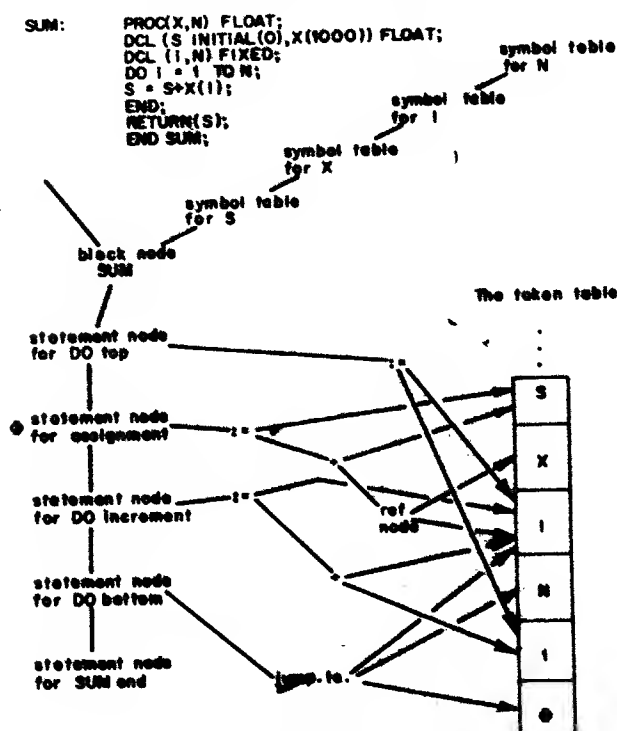 SUM: PROC(X,N) FLOAT;
DCL (S INITIAL(0),X(1000)) FLOAT;
DCL (I,N) FIXED;
DO I = 1 TO N;
S = S+X(I);
END;
RETURN(S);
END SUM;
symbol table
for N
symbol table
for I
symbol table
for X
symbol table
for S
block node
SUM
The token table
statement node
for DO top
:=
S
statement node
for assignment
:=
+
X
statement node
for DO increment
:=
ref
node
I
statement node
for DO bottom
+
N
statement node
for SUM end
jump.to.
1